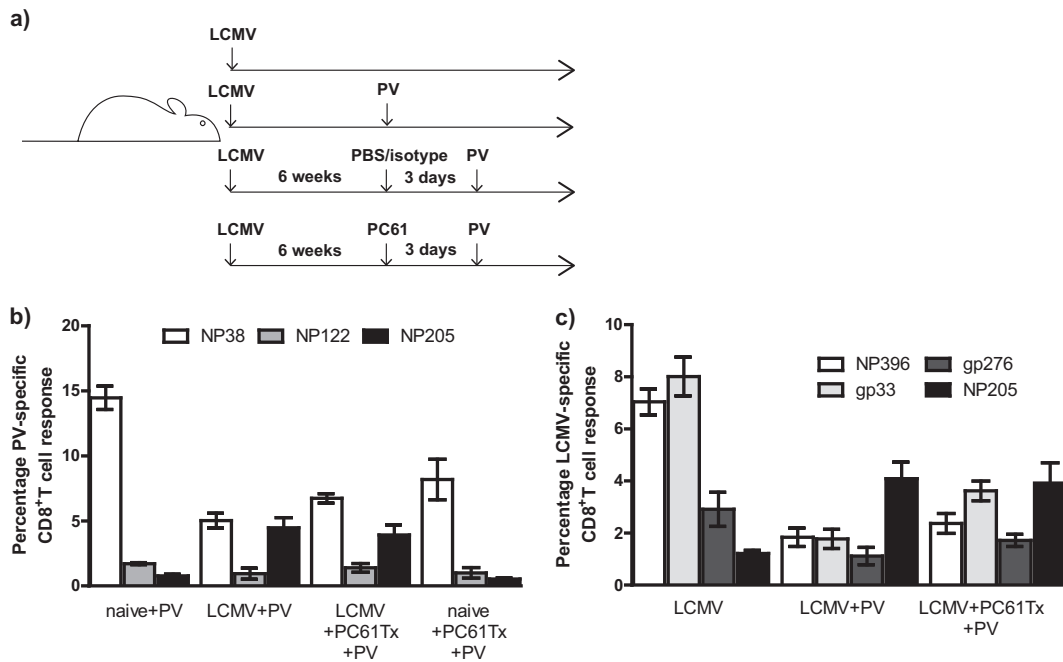 a)
LCMV
LCMV
PV
LCMV
PBS/isotype
PV
6 weeks
3 days
LCMV
PC61
PV
6 weeks
3 days
b)
Percentage PV-specific
CD8+T cell response
20
15
10
5
0
NP38
NP122
NP205
naive+PV
LCMV+PV
LCMV
+PC61Tx
+PV
naive
+PC61Tx
+PV
c)
Percentage LCMV-specific
CD8+T cell response
10
8
6
4
2
0
NP396
gp276
gp33
NP205
LCMV
LCMV+PV
LCMV+PC61Tx
+PV